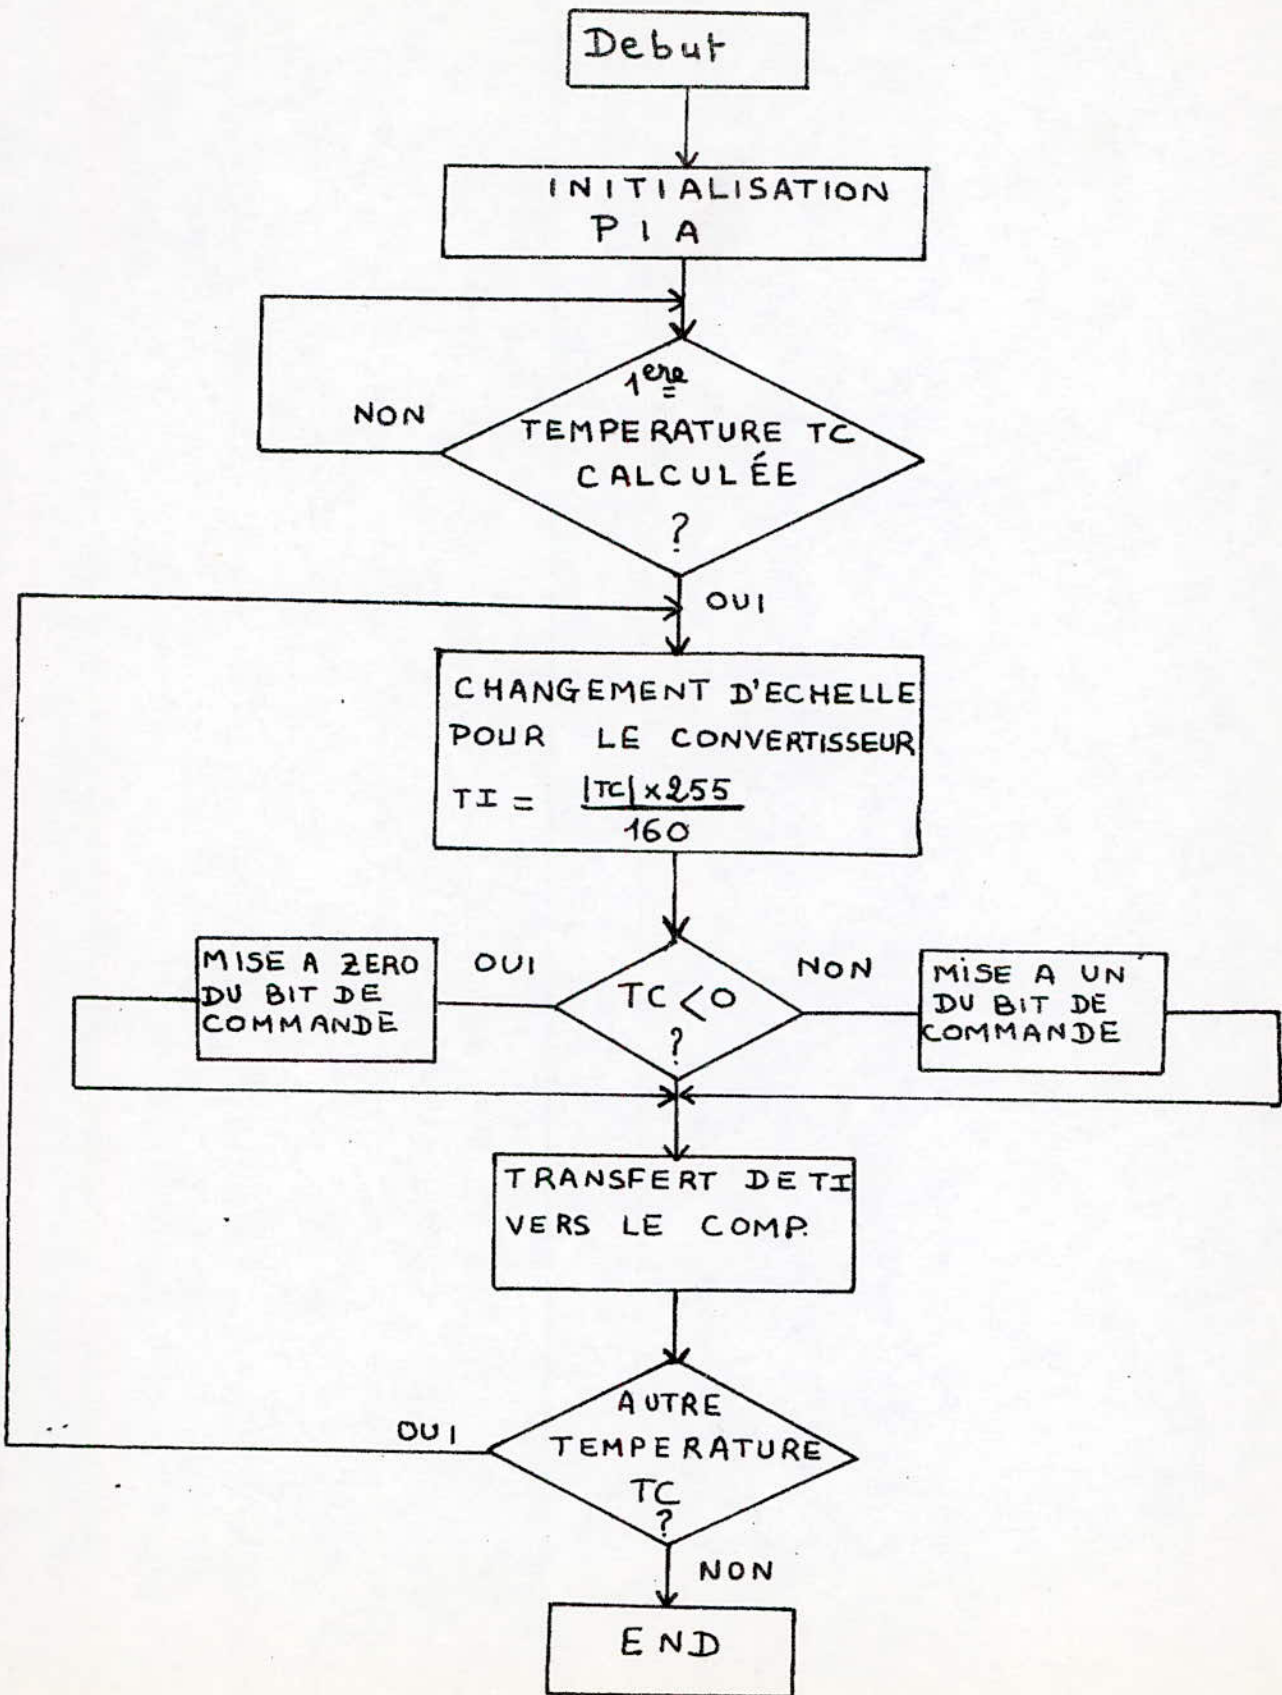 Debut
INITIALISATION
PIA
1ere
NON
TEMPERATURE TC
CALCULÉE
?
OUI
CHANGEMENT D'ECHELLE
POUR LE CONVERTISSEUR
TI = |TC| x 255
160
MISE A ZERO
DU BIT DE
COMMANDE
OUI
TC < 0
?
NON
MISE A UN
DU BIT DE
COMMANDE
TRANSFERT DE TI
VERS LE COMP.
AUTRE
OUI
TEMPERATURE
TC
?
NON
END